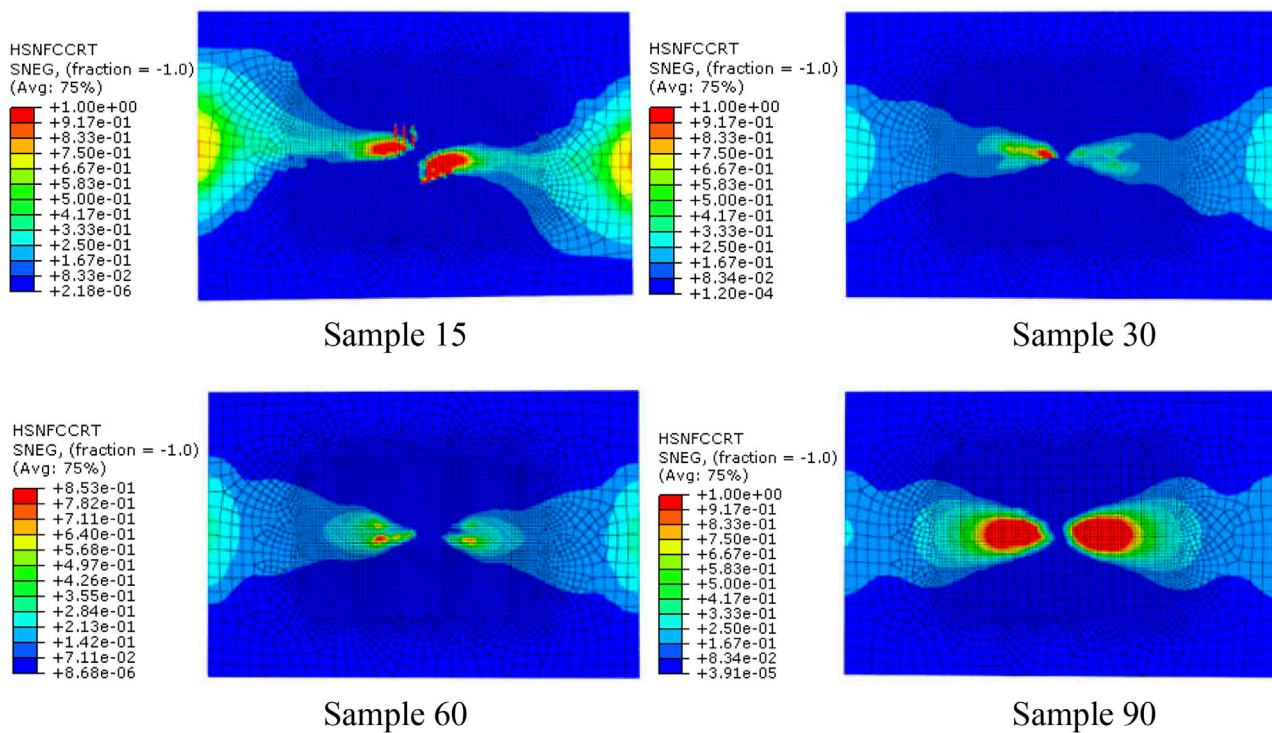 HSNFCCRT
SNEG, (fraction = -1.0)
(Avg: 75%)
+1.00e+00
+9.17e-01
+8.33e-01
+7.50e-01
+6.67e-01
+5.83e-01
+5.00e-01
+4.17e-01
+3.33e-01
+2.50e-01
+1.67e-01
+8.33e-02
+2.18e-06
Sample 15
HSNFCCRT
SNEG, (fraction = -1.0)
(Avg: 75%)
+1.00e+00
+9.17e-01
+8.33e-01
+7.50e-01
+6.67e-01
+5.83e-01
+5.00e-01
+4.17e-01
+3.33e-01
+2.50e-01
+1.67e-01
+8.34e-02
+1.20e-04
Sample 30
HSNFCCRT
SNEG, (fraction = -1.0)
(Avg: 75%)
+8.53e-01
+7.82e-01
+7.11e-01
+6.40e-01
+5.68e-01
+4.97e-01
+4.26e-01
+3.55e-01
+2.84e-01
+2.13e-01
+1.42e-01
+7.11e-02
+8.68e-06
Sample 60
HSNFCCRT
SNEG, (fraction = -1.0)
(Avg: 75%)
+1.00e+00
+9.17e-01
+8.33e-01
+7.50e-01
+6.67e-01
+5.83e-01
+5.00e-01
+4.17e-01
+3.33e-01
+2.50e-01
+1.67e-01
+8.34e-02
+3.91e-05
Sample 90